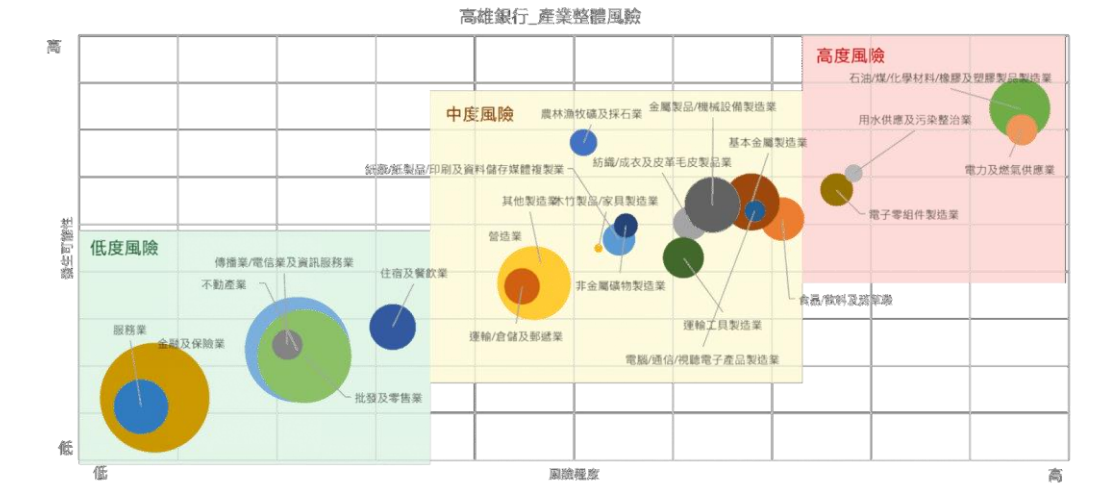 高雄銀行_產業整體風險
高
高度風險
石油/煤/化學材料/橡膠及塑膠製品製造業
中度風險
農林漁牧礦及採石業
金屬製品/機械設備製造業
用水供應及污染整治業
基本金屬製造業
紙漿/紙製品/印刷及資料儲存媒體複製業
紡織/成衣及皮革毛皮製品業
電力及燃氣供應業
其他製造業
木竹製品/家具製造業
電子零組件製造業
發生可能性
低度風險
營造業
傳播業/電信業及資訊服務業
住宿及餐飲業
不動產業
非金屬礦物製造業
食品/飲料及菸草業
服務業
金融及保險業
運輸/倉儲及郵遞業
運輸工具製造業
電腦/通信/視聽電子產品製造業
批發及零售業
低
低
風險程度
高